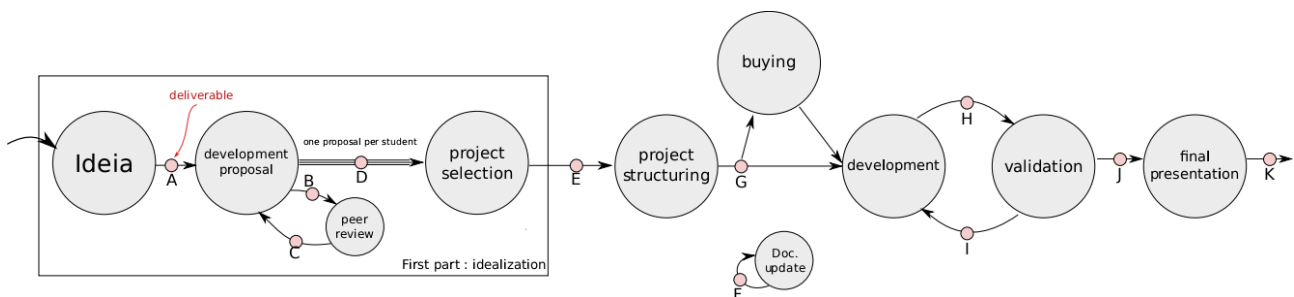 buying
deliverable
Ideia
A
development
proposal
one proposal per student
D
project
selection
E
project
structuring
G
development
H
validation
J
final
presentation
K
B
peer
review
C
I
First part : idealization
Doc.
update
F